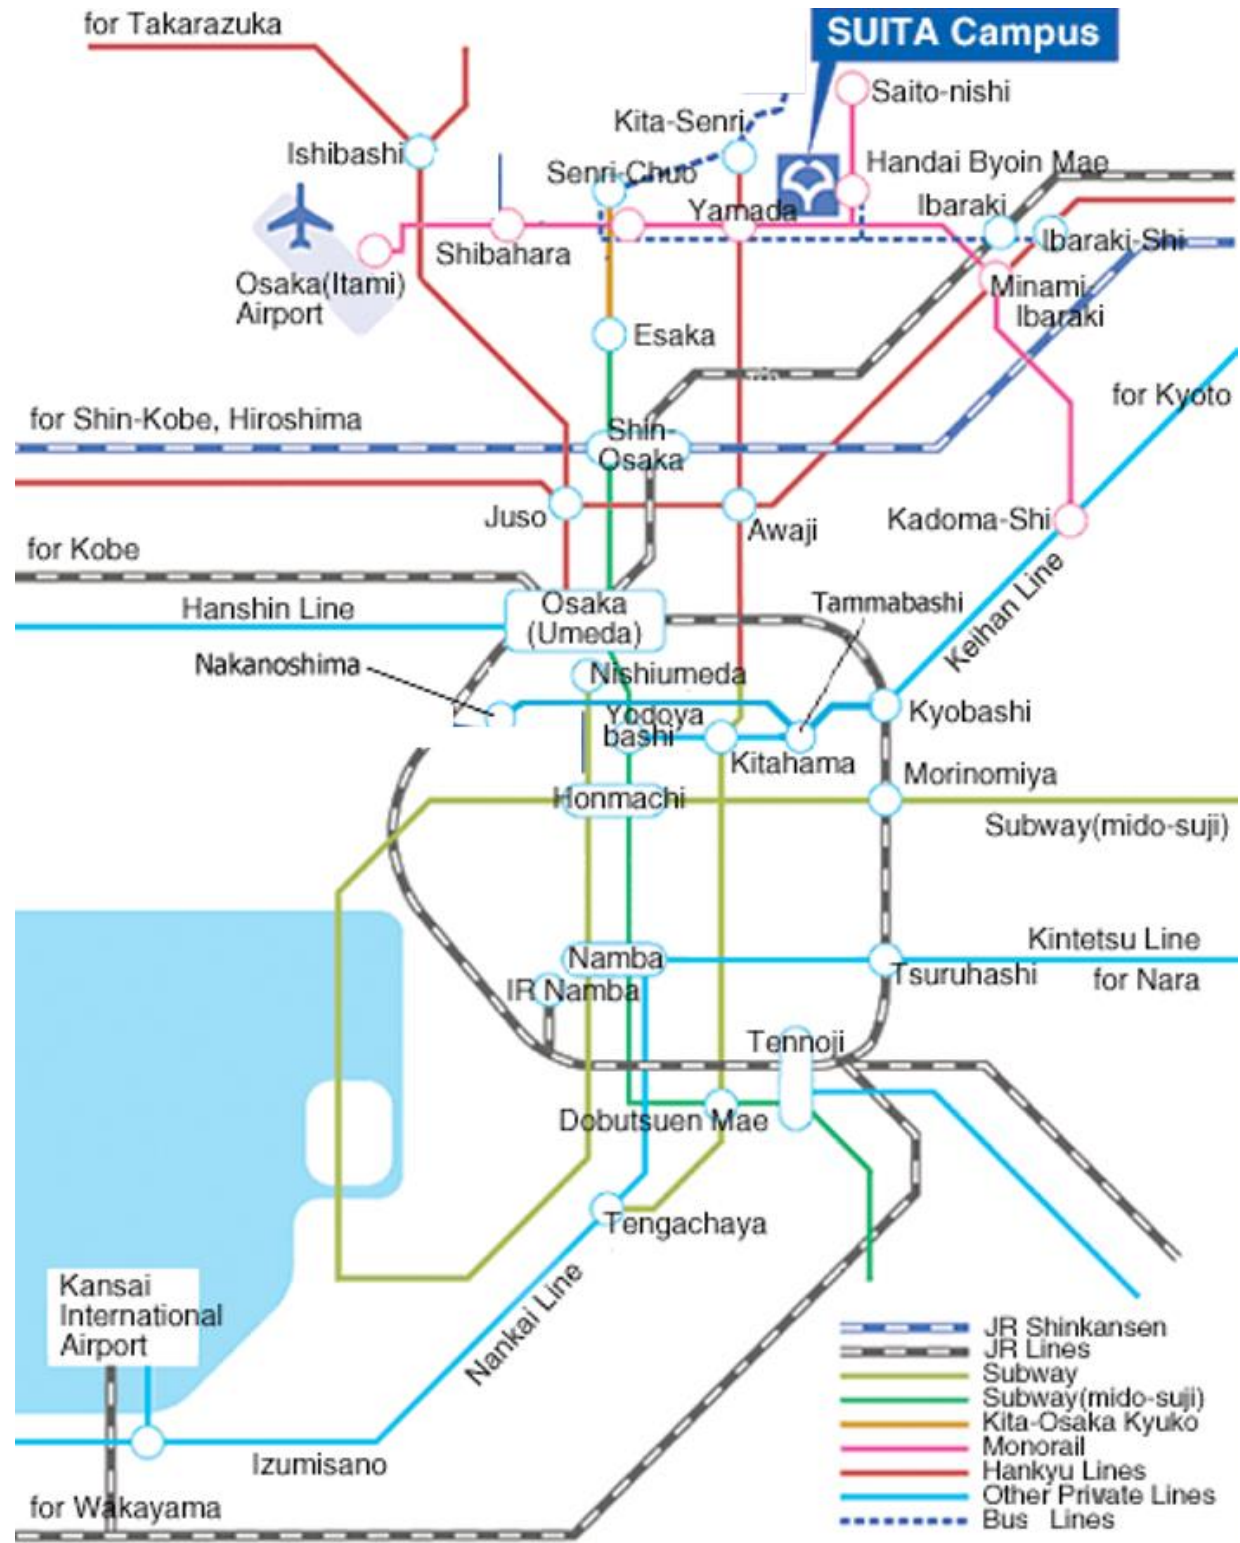 for Takarazuka
SUITA Campus
Saito-nishi
Kita-Senri
Ishibashi
Handai Byoin Mae
Senri-Chuo
Ibaraki
Yamada
Shibahara
Ibaraki-Shi
Osaka(Itami)
Airport
Minami-
Ibaraki
Esaka
for Kyoto
for Shin-Kobe, Hiroshima
Shin-
Osaka
Juso
Awaji
Kadoma-Shi
for Kobe
Hanshin Line
Osaka
(Umeda)
Tammabashi
Keihan Line
Nakanoshima
Nishiumeda
Yodoya
bashi
Kyobashi
Kitahama
Morinomiya
Honmachi
Subway(mido-suji)
Kintetsu Line
for Nara
Namba
Tsuruhashi
IR Namba
Tennoji
Dobutsuen Mae
Tengachaya
Kansai
International
Airport
Nankai Line
Izumisano
for Wakayama
JR Shinkansen
JR Lines
Subway
Subway(mido-suji)
Kita-Osaka Kyuko
Monorail
Hankyu Lines
Other Private Lines
Bus Lines